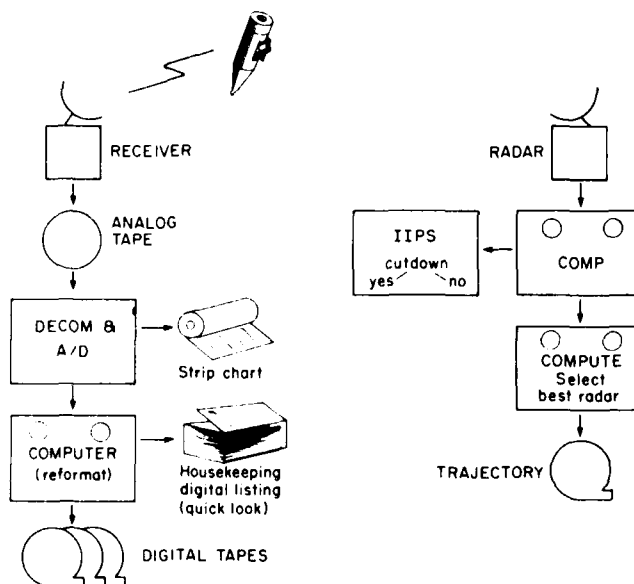 RECEIVER
ANALOG
TAPE
DECOM &
A/D
Strip chart
COMPUTER
(reformat)
Housekeeping
digital listing
(quick look)
DIGITAL TAPES
RADAR
IIPS
cutdown
yes no
COMP
COMPUTE
Select
best radar
TRAJECTORY